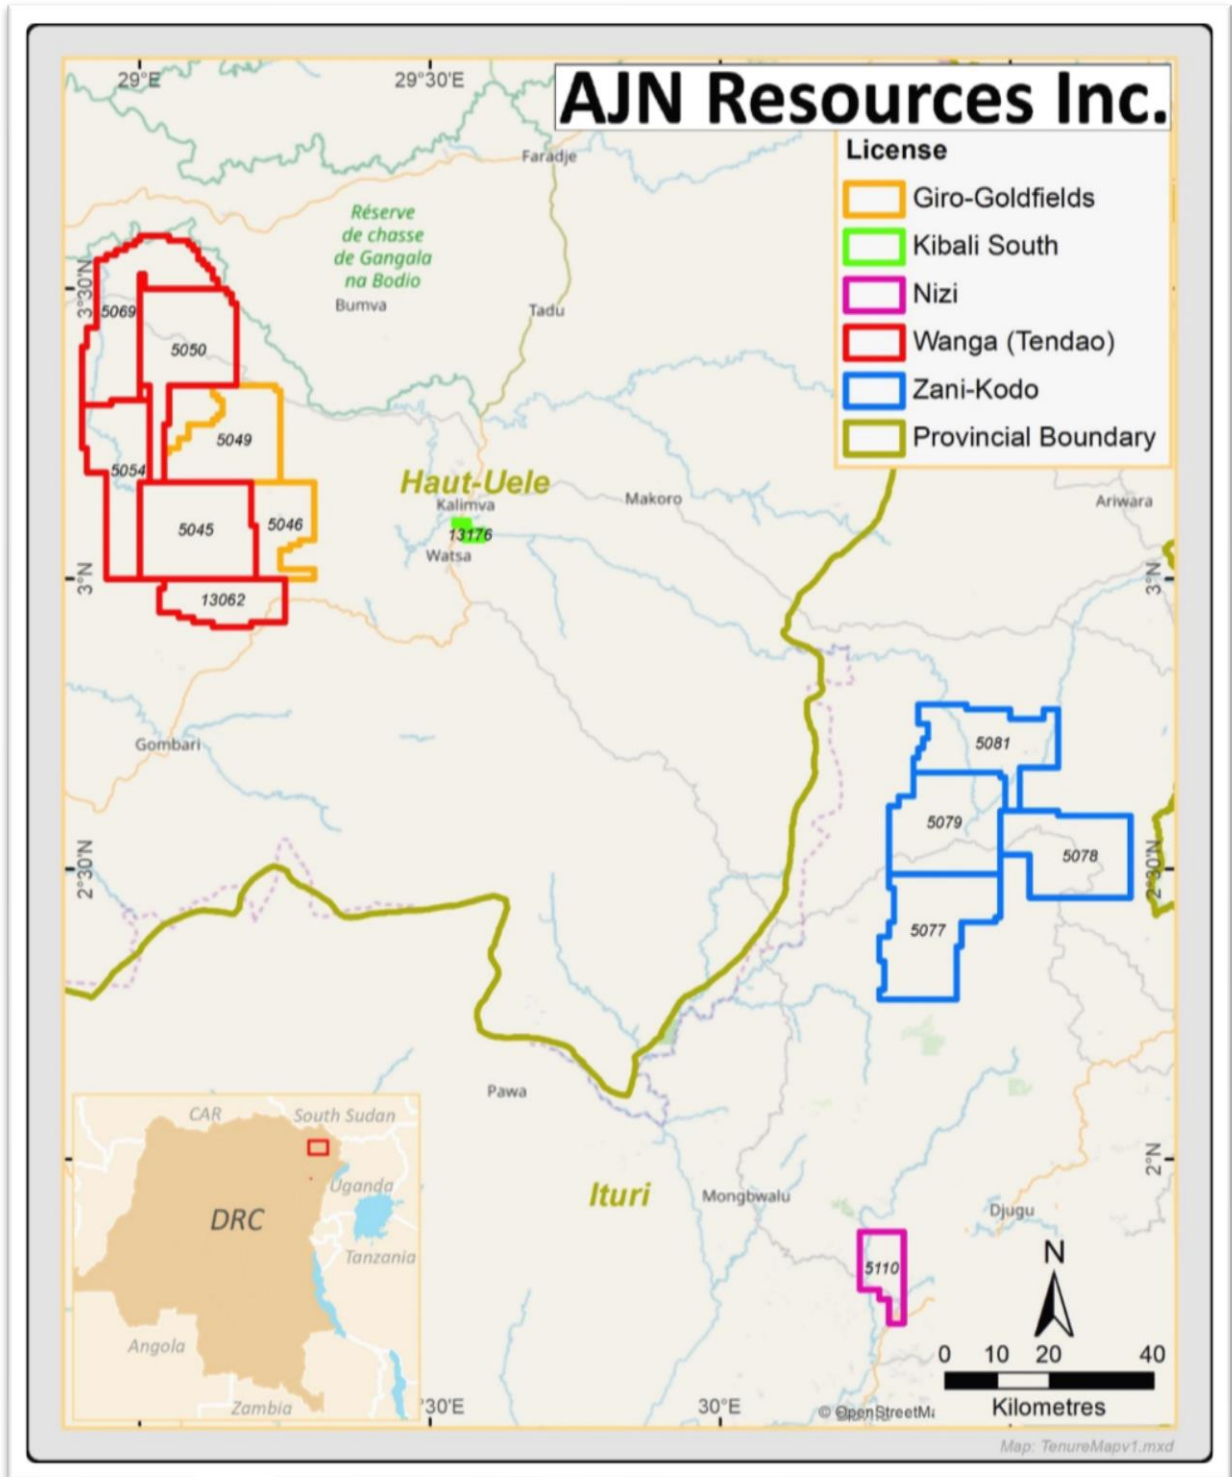 AJN Resources Inc.
29°E
29°30'E
License
Giro-Goldfields
Kibali South
Nizi
Wanga (Tendao)
Zani-Kodo
Provincial Boundary
Faradje
Réserve
de chasse
de Gangala
na Bodio
Bumva
Tadu
3°30'N
5069
5050
5049
5054
Haut-Uele
Kalimva
Makoro
Ariwara
5045
5046
13176
Watsa
3°N
3°N
13062
Gombari
5081
5079
5078
2°30'N
2°30'N
5077
Pawa
2°N
Ituri
Mongbwalu
Djugu
5110
N
0 10 20 40
Kilometres
CAR
South Sudan
DRC
Uganda
Tanzania
Angola
Zambia
30'E
30°E
© OpenStreetM
Map: TenureMapv1.mxd